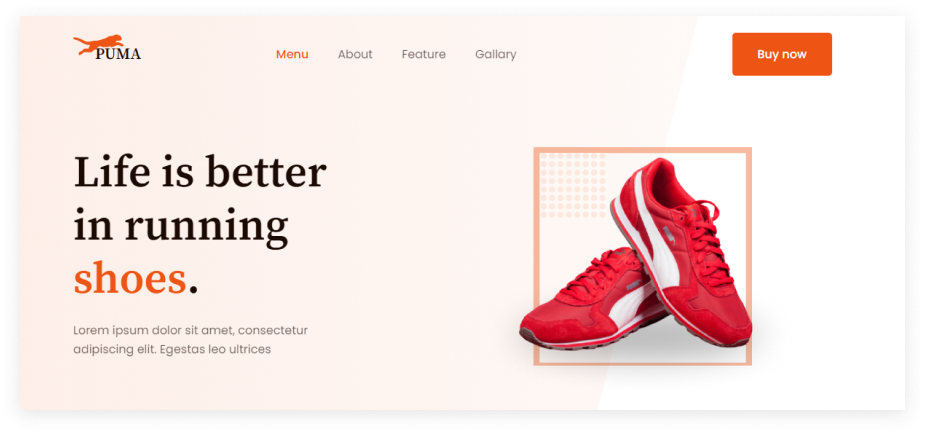 PUMA
Menu About Feature Gallary
Buy now
Life is better
in running
shoes.
Lorem ipsum dolor sit amet, consectetur
adipiscing elit. Egestas leo ultrices